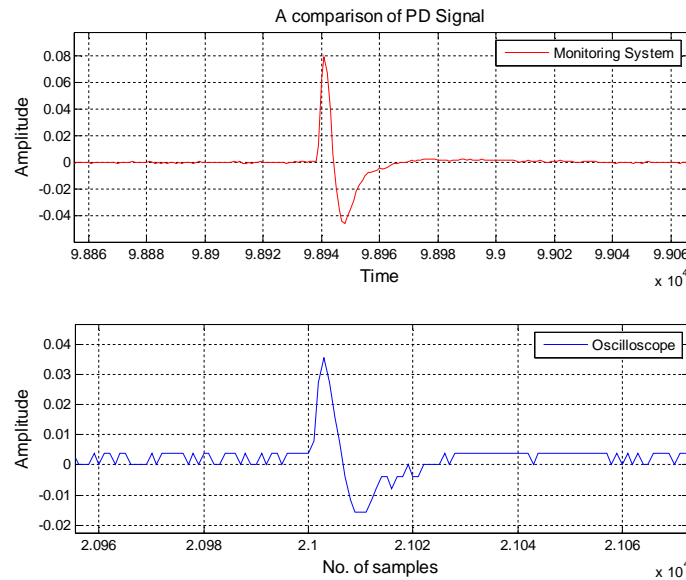 A comparison of PD Signal
Monitoring System
Amplitude
0.08
0.06
0.04
0.02
0
-0.02
-0.04
9.886 9.888 9.89 9.892 9.894 9.896 9.898 9.9 9.902 9.904 9.906
Time
x 10⁴
Oscilloscope
Amplitude
0.04
0.03
0.02
0.01
0
-0.01
-0.02
2.096 2.098 2.1 2.102 2.104 2.106
No. of samples
x 10⁴